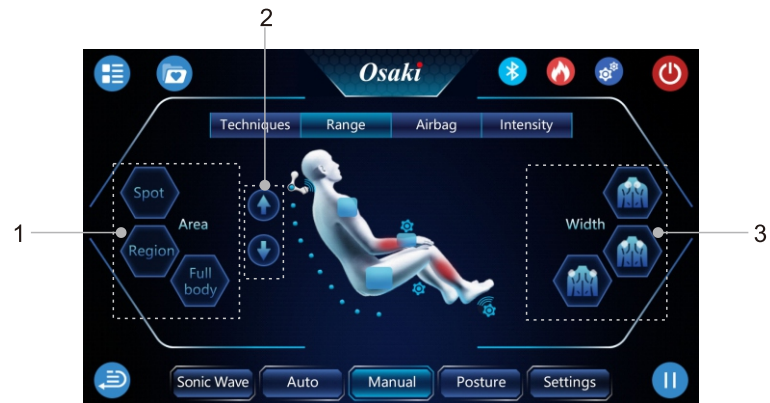 2
Osaki
Techniques Range Airbag Intensity
Spot
Area
Region
Full
body
1
Width
3
Sonic Wave Auto Manual Posture Settings